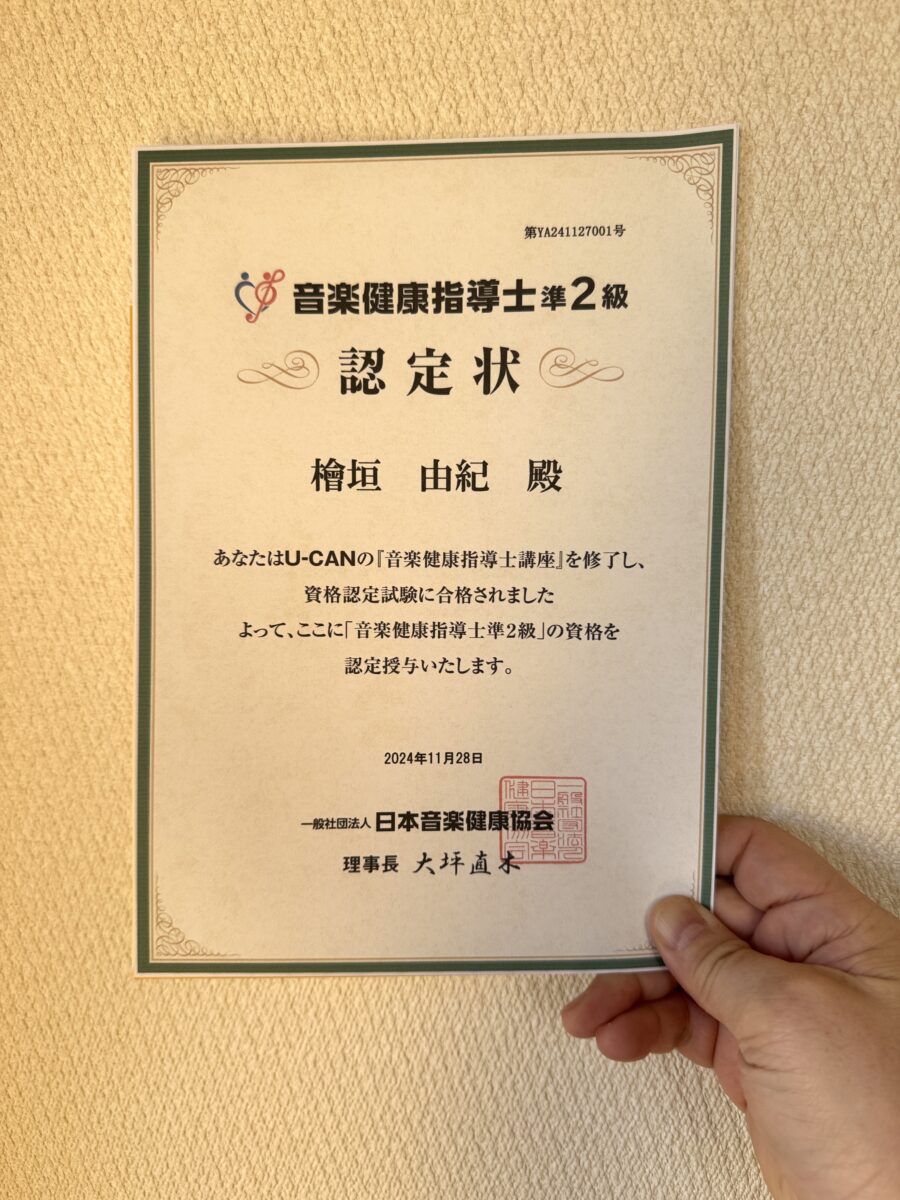 第YA241127001号
音楽健康指導士準2級
認定状
檜垣 由紀 殿
あなたはU-CANの『音楽健康指導士講座』を修了し、
資格認定試験に合格されました
よって、ここに「音楽健康指導士準2級」の資格を
認定授与いたします。
2024年11月28日
一般社団法人 日本音楽健康協会
理事長 大坪直木